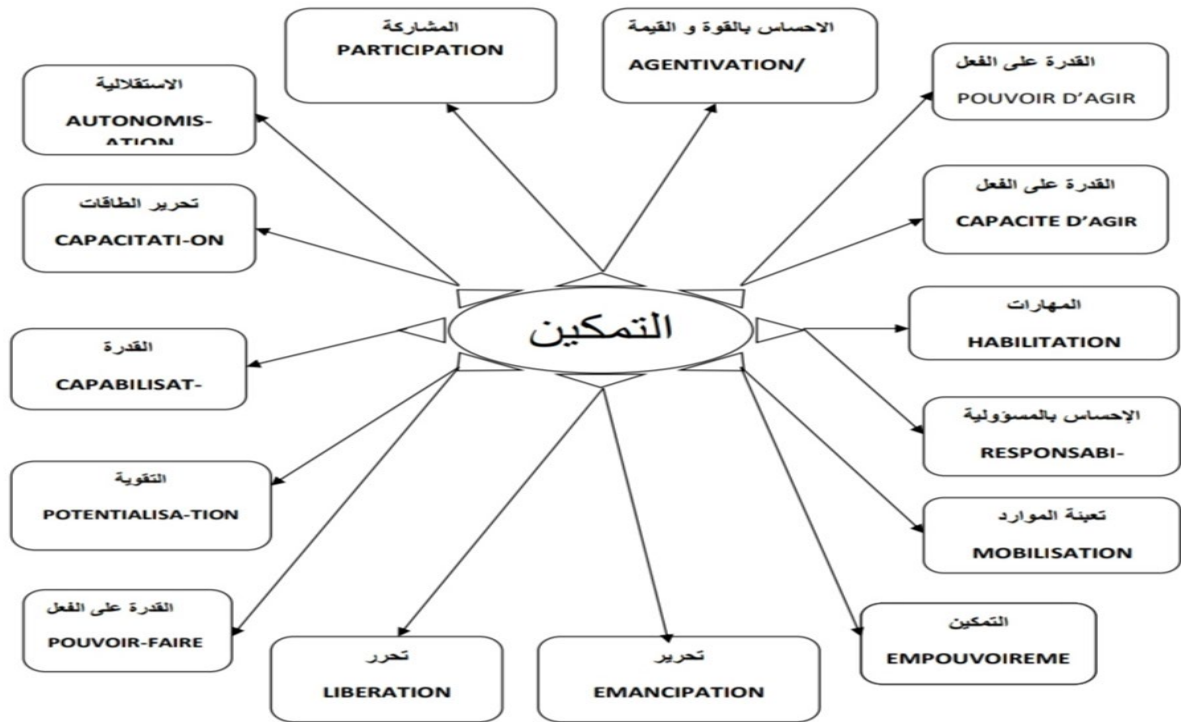 المشاركة
PARTICIPATION
الاحساس بالقوة و القيمة
AGENTIVATION/
القدرة على الفعل
POUVOIR D’AGIR
الاستقلالية
AUTONOMIS-
ATION
تحرير الطاقات
CAPACITATI-ON
القدرة على الفعل
CAPACITE D’AGIR
التمكين
المهارات
HABILITATION
القدرة
CAPABILISAT-
الإحساس بالمسؤولية
RESPONSABI-
التقوية
POTENTIALISA-TION
تعبئة الموارد
MOBILISATION
القدرة على الفعل
POUVOIR-FAIRE
تحرر
LIBERATION
تحرير
EMANCIPATION
التمكين
EMPOUVOIREME